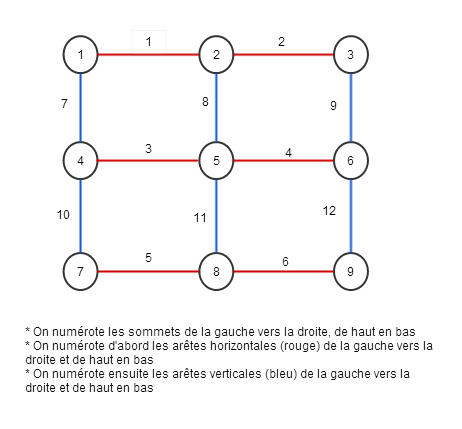 1 2
1 2 3
7 8 9
3 4
4 5 6
10 11 12
5 6
7 8 9
* On numérote les sommets de la gauche vers la droite, de haut en bas
* On numérote d'abord les arêtes horizontales (rouge) de la gauche vers la
droite et de haut en bas
* On numérote ensuite les arêtes verticales (bleu) de la gauche vers la
droite et de haut en bas